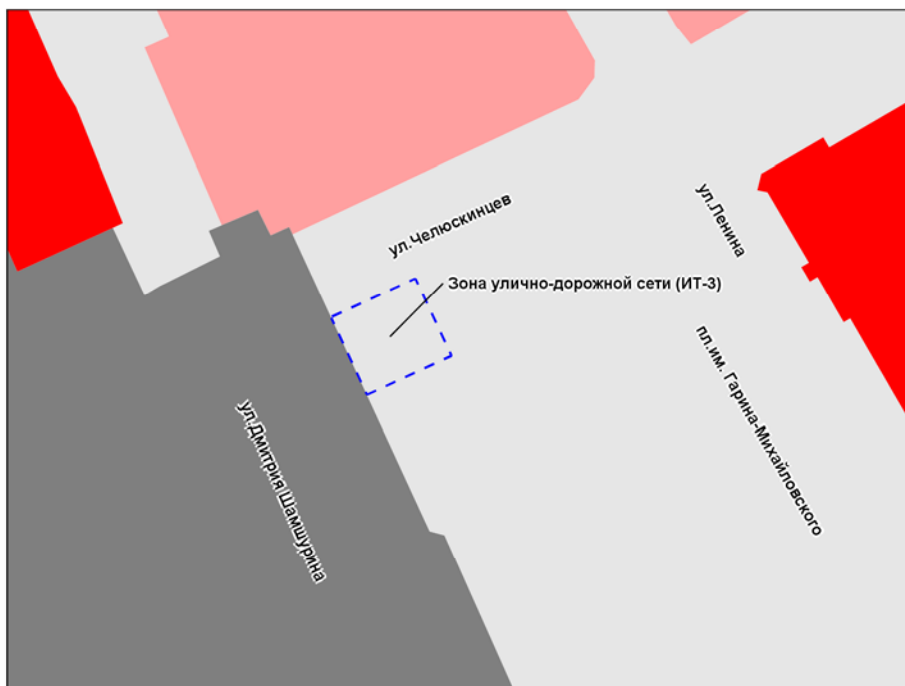 ул.Челюскинцев
ул.Ленина
Зона улично-дорожной сети (ИТ-3)
пл.им. Гарина-Михайловского
ул.Дмитрия Шамшурина